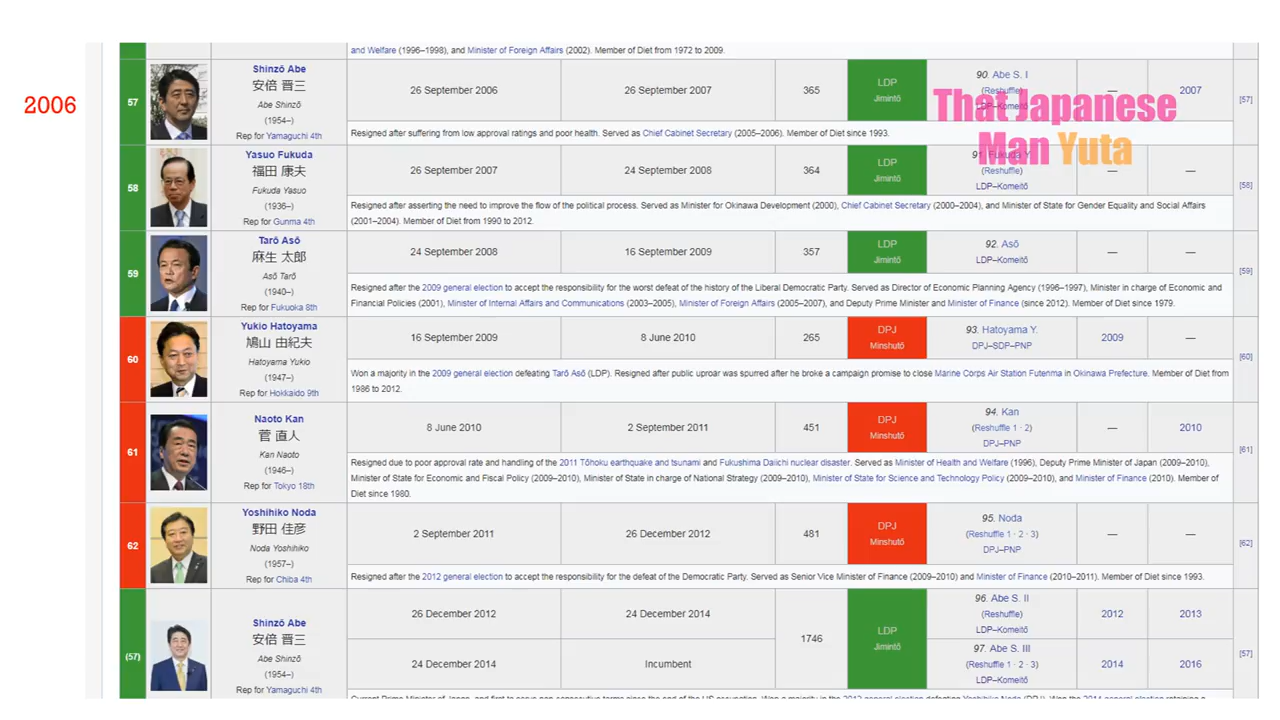 and Welfare (1996–1998), and Minister of Foreign Affairs (2002). Member of Diet from 1972 to 2009.
2006
57
Shinzō Abe
安倍 晋三
Abe Shinzō
(1954–)
Rep for Yamaguchi 4th
26 September 2006
26 September 2007
365
LDP
Jimintō
90. Abe S. I
(Reshuffle)
LDP–Komeitō
—
2007
[57]
Resigned after suffering from low approval ratings and poor health. Served as Chief Cabinet Secretary (2005–2006). Member of Diet since 1993.
That Japanese
Man Yuta
58
Yasuo Fukuda
福田 康夫
Fukuda Yasuo
(1936–)
Rep for Gunma 4th
26 September 2007
24 September 2008
364
LDP
Jimintō
91. Fukuda Y.
(Reshuffle)
LDP–Komeitō
—
—
[58]
Resigned after asserting the need to improve the flow of the political process. Served as Minister for Okinawa Development (2000), Chief Cabinet Secretary (2000–2004), and Minister of State for Gender Equality and Social Affairs
(2001–2004). Member of Diet from 1990 to 2012.
59
Tarō Asō
麻生 太郎
Asō Tarō
(1940–)
Rep for Fukuoka 8th
24 September 2008
16 September 2009
357
LDP
Jimintō
92. Asō
LDP–Komeitō
—
—
[59]
Resigned after the 2009 general election to accept the responsibility for the worst defeat of the history of the Liberal Democratic Party. Served as Director of Economic Planning Agency (1996–1997), Minister in charge of Economic and
Financial Policies (2001), Minister of Internal Affairs and Communications (2003–2005), Minister of Foreign Affairs (2005–2007), and Deputy Prime Minister and Minister of Finance (since 2012). Member of Diet since 1979.
60
Yukio Hatoyama
鳩山 由紀夫
Hatoyama Yukio
(1947–)
Rep for Hokkaido 9th
16 September 2009
8 June 2010
265
DPJ
Minshutō
93. Hatoyama Y.
DPJ–SDP–PNP
2009
—
[60]
Won a majority in the 2009 general election defeating Tarō Asō (LDP). Resigned after public uproar was spurred after he broke a campaign promise to close Marine Corps Air Station Futenma in Okinawa Prefecture. Member of Diet from
1986 to 2012.
61
Naoto Kan
菅 直人
Kan Naoto
(1946–)
Rep for Tokyo 18th
8 June 2010
2 September 2011
451
DPJ
Minshutō
94. Kan
(Reshuffle 1 · 2)
DPJ–PNP
—
2010
[61]
Resigned due to poor approval rate and handling of the 2011 Tōhoku earthquake and tsunami and Fukushima Daiichi nuclear disaster. Served as Minister of Health and Welfare (1996), Deputy Prime Minister of Japan (2009–2010),
Minister of State for Economic and Fiscal Policy (2009–2010), Minister of State in charge of National Strategy (2009–2010), Minister of State for Science and Technology Policy (2009–2010), and Minister of Finance (2010). Member of
Diet since 1980.
62
Yoshihiko Noda
野田 佳彦
Noda Yoshihiko
(1957–)
Rep for Chiba 4th
2 September 2011
26 December 2012
481
DPJ
Minshutō
95. Noda
(Reshuffle 1 · 2 · 3)
DPJ–PNP
—
—
[62]
Resigned after the 2012 general election to accept the responsibility for the defeat of the Democratic Party. Served as Senior Vice Minister of Finance (2009–2010) and Minister of Finance (2010–2011). Member of Diet since 1993.
(57)
Shinzō Abe
安倍 晋三
Abe Shinzō
(1954–)
Rep for Yamaguchi 4th
26 December 2012
24 December 2014
1746
LDP
Jimintō
96. Abe S. II
(Reshuffle)
LDP–Komeitō
2012
2013
[57]
24 December 2014
Incumbent
97. Abe S. III
(Reshuffle 1 · 2 · 3)
LDP–Komeitō
2014
2016